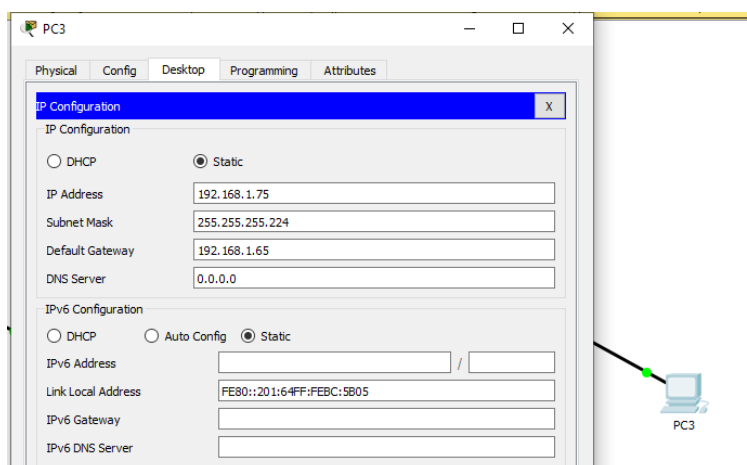 PC3
Physical Config Desktop Programming Attributes
IP Configuration X
IP Configuration
DHCP Static
IP Address 192.168.1.75
Subnet Mask 255.255.255.224
Default Gateway 192.168.1.65
DNS Server 0.0.0.0
IPv6 Configuration
DHCP Auto Config Static
IPv6 Address /
Link Local Address FE80::201:64FF:FEBC:5B05
IPv6 Gateway
IPv6 DNS Server
PC3